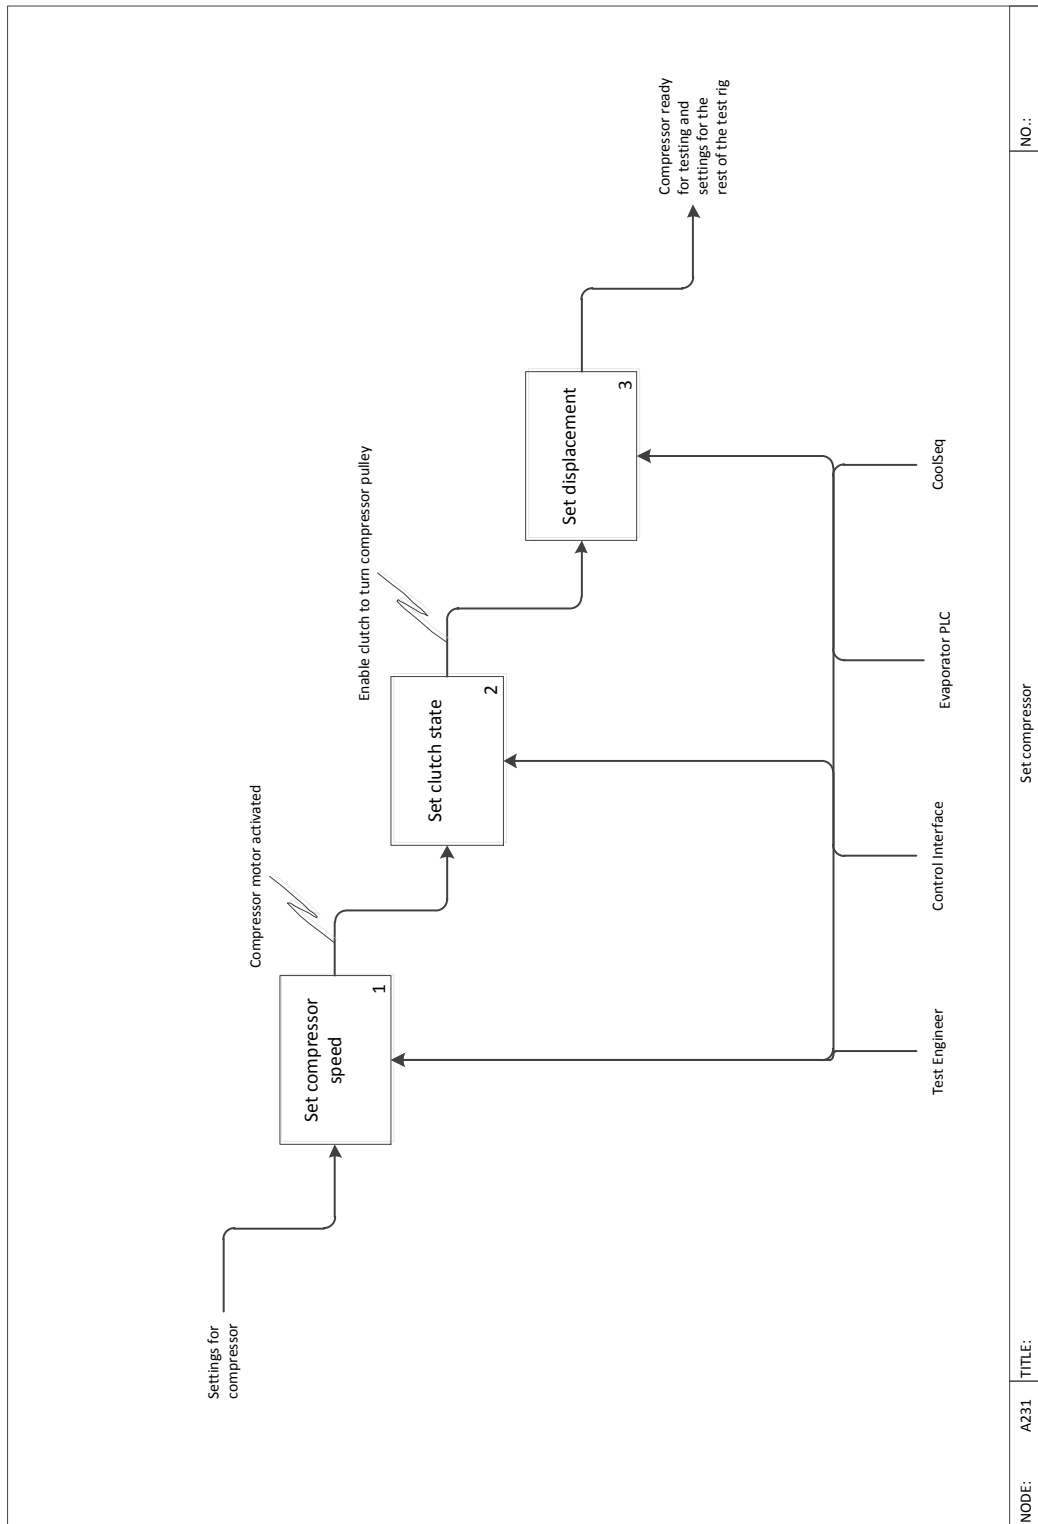 Settings for
compressor
Set compressor
speed
1
Compressor motor activated
Set clutch state
2
Enable clutch to turn compressor pulley
Set displacement
3
Compressor ready
for testing and
settings for the
rest of the test rig
Test Engineer
Control Interface
Evaporator PLC
CoolSeq
NODE:
A231
TITLE:
Set compressor
NO.: